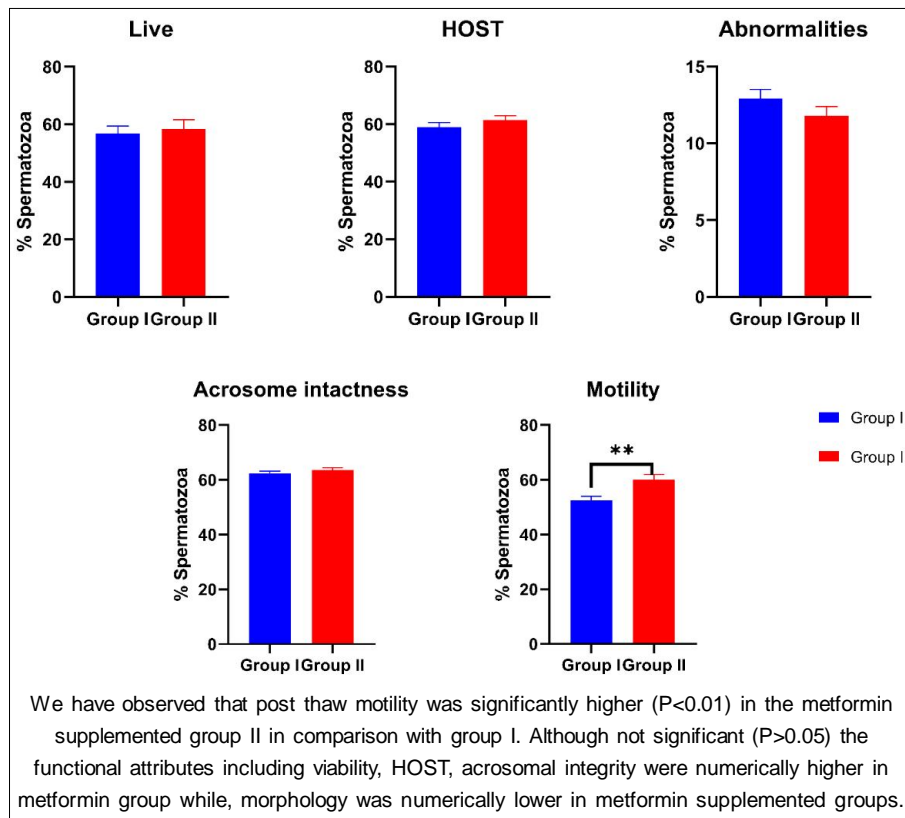 Live
HOST
Abnormalities
% Spermatozoa
80
60
40
20
0
Group I Group II
% Spermatozoa
80
60
40
20
0
Group I Group II
% Spermatozoa
15
10
5
0
Group I Group II
Acrosome intactness
Motility
% Spermatozoa
80
60
40
20
0
Group I Group II
% Spermatozoa
80
60
40
20
0
**
Group I Group II
Group I
Group I
We have observed that post thaw motility was significantly higher (P<0.01) in the metformin
supplemented group II in comparison with group I. Although not significant (P>0.05) the
functional attributes including viability, HOST, acrosomal integrity were numerically higher in
metformin group while, morphology was numerically lower in metformin supplemented groups.